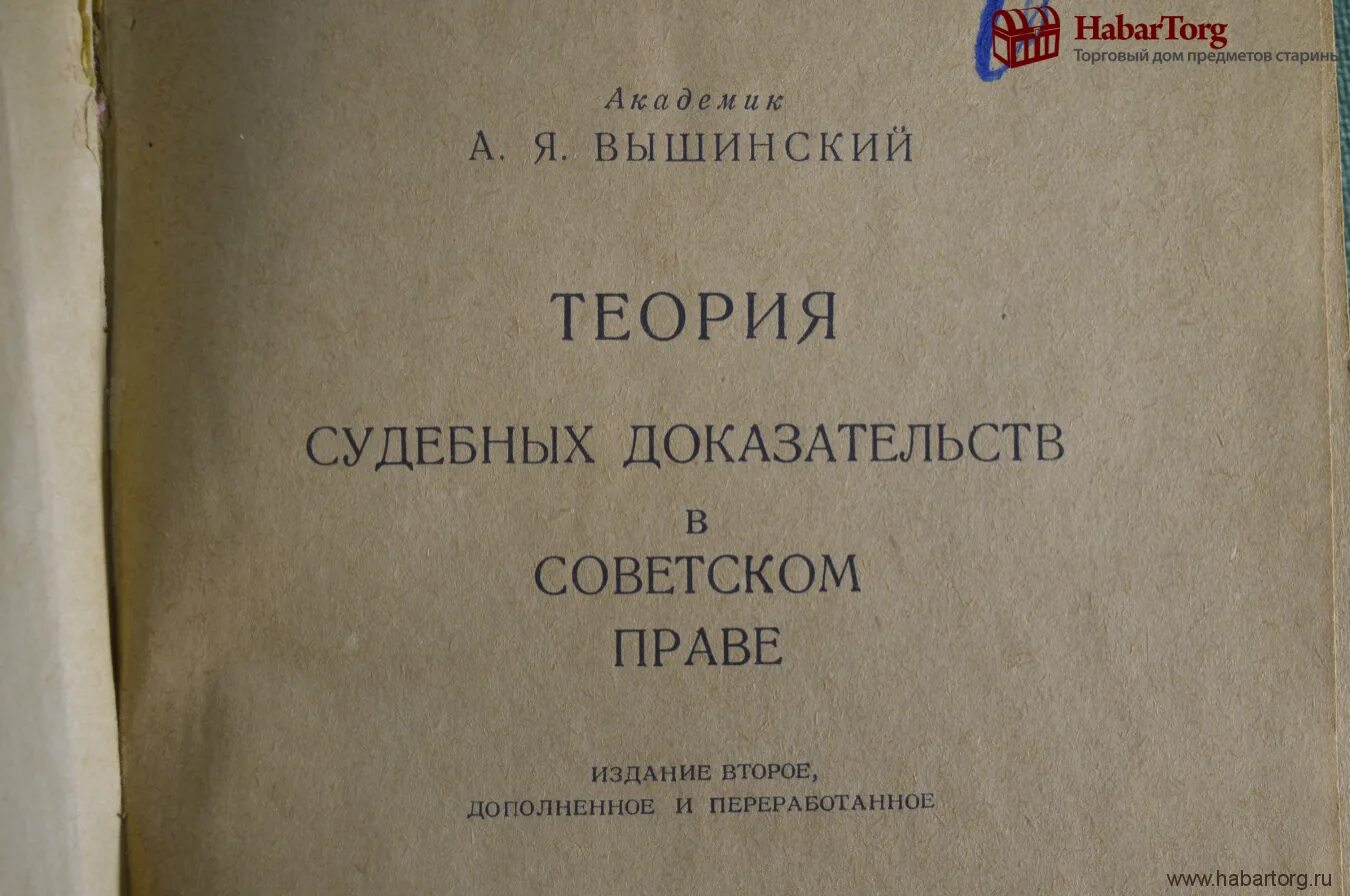 HabarTorg
Торговый дом предметов старины
Академик
А. Я. ВЫШИНСКИЙ
ТЕОРИЯ
СУДЕБНЫХ ДОКАЗАТЕЛЬСТВ
В
СОВЕТСКОМ
ПРАВЕ
ИЗДАНИЕ ВТОРОЕ,
ДОПОЛНЕННОЕ И ПЕРЕРАБОТАННОЕ
www.habartorg.ru